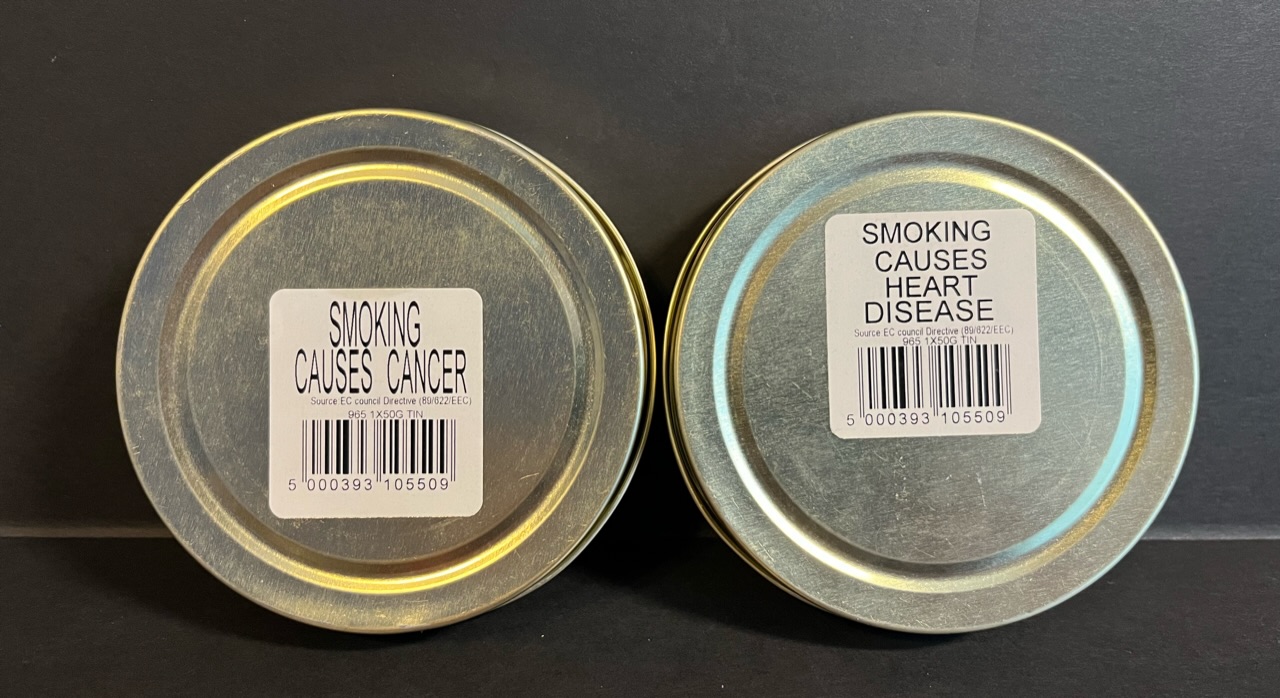 SMOKING
CAUSES CANCER
Source EC council Directive (89/622/EEC)
965 1X50G TIN
5 000393 105509
SMOKING
CAUSES
HEART
DISEASE
Source EC council Directive (89/622/EEC)
965 1X50G TIN
5 000393 105509